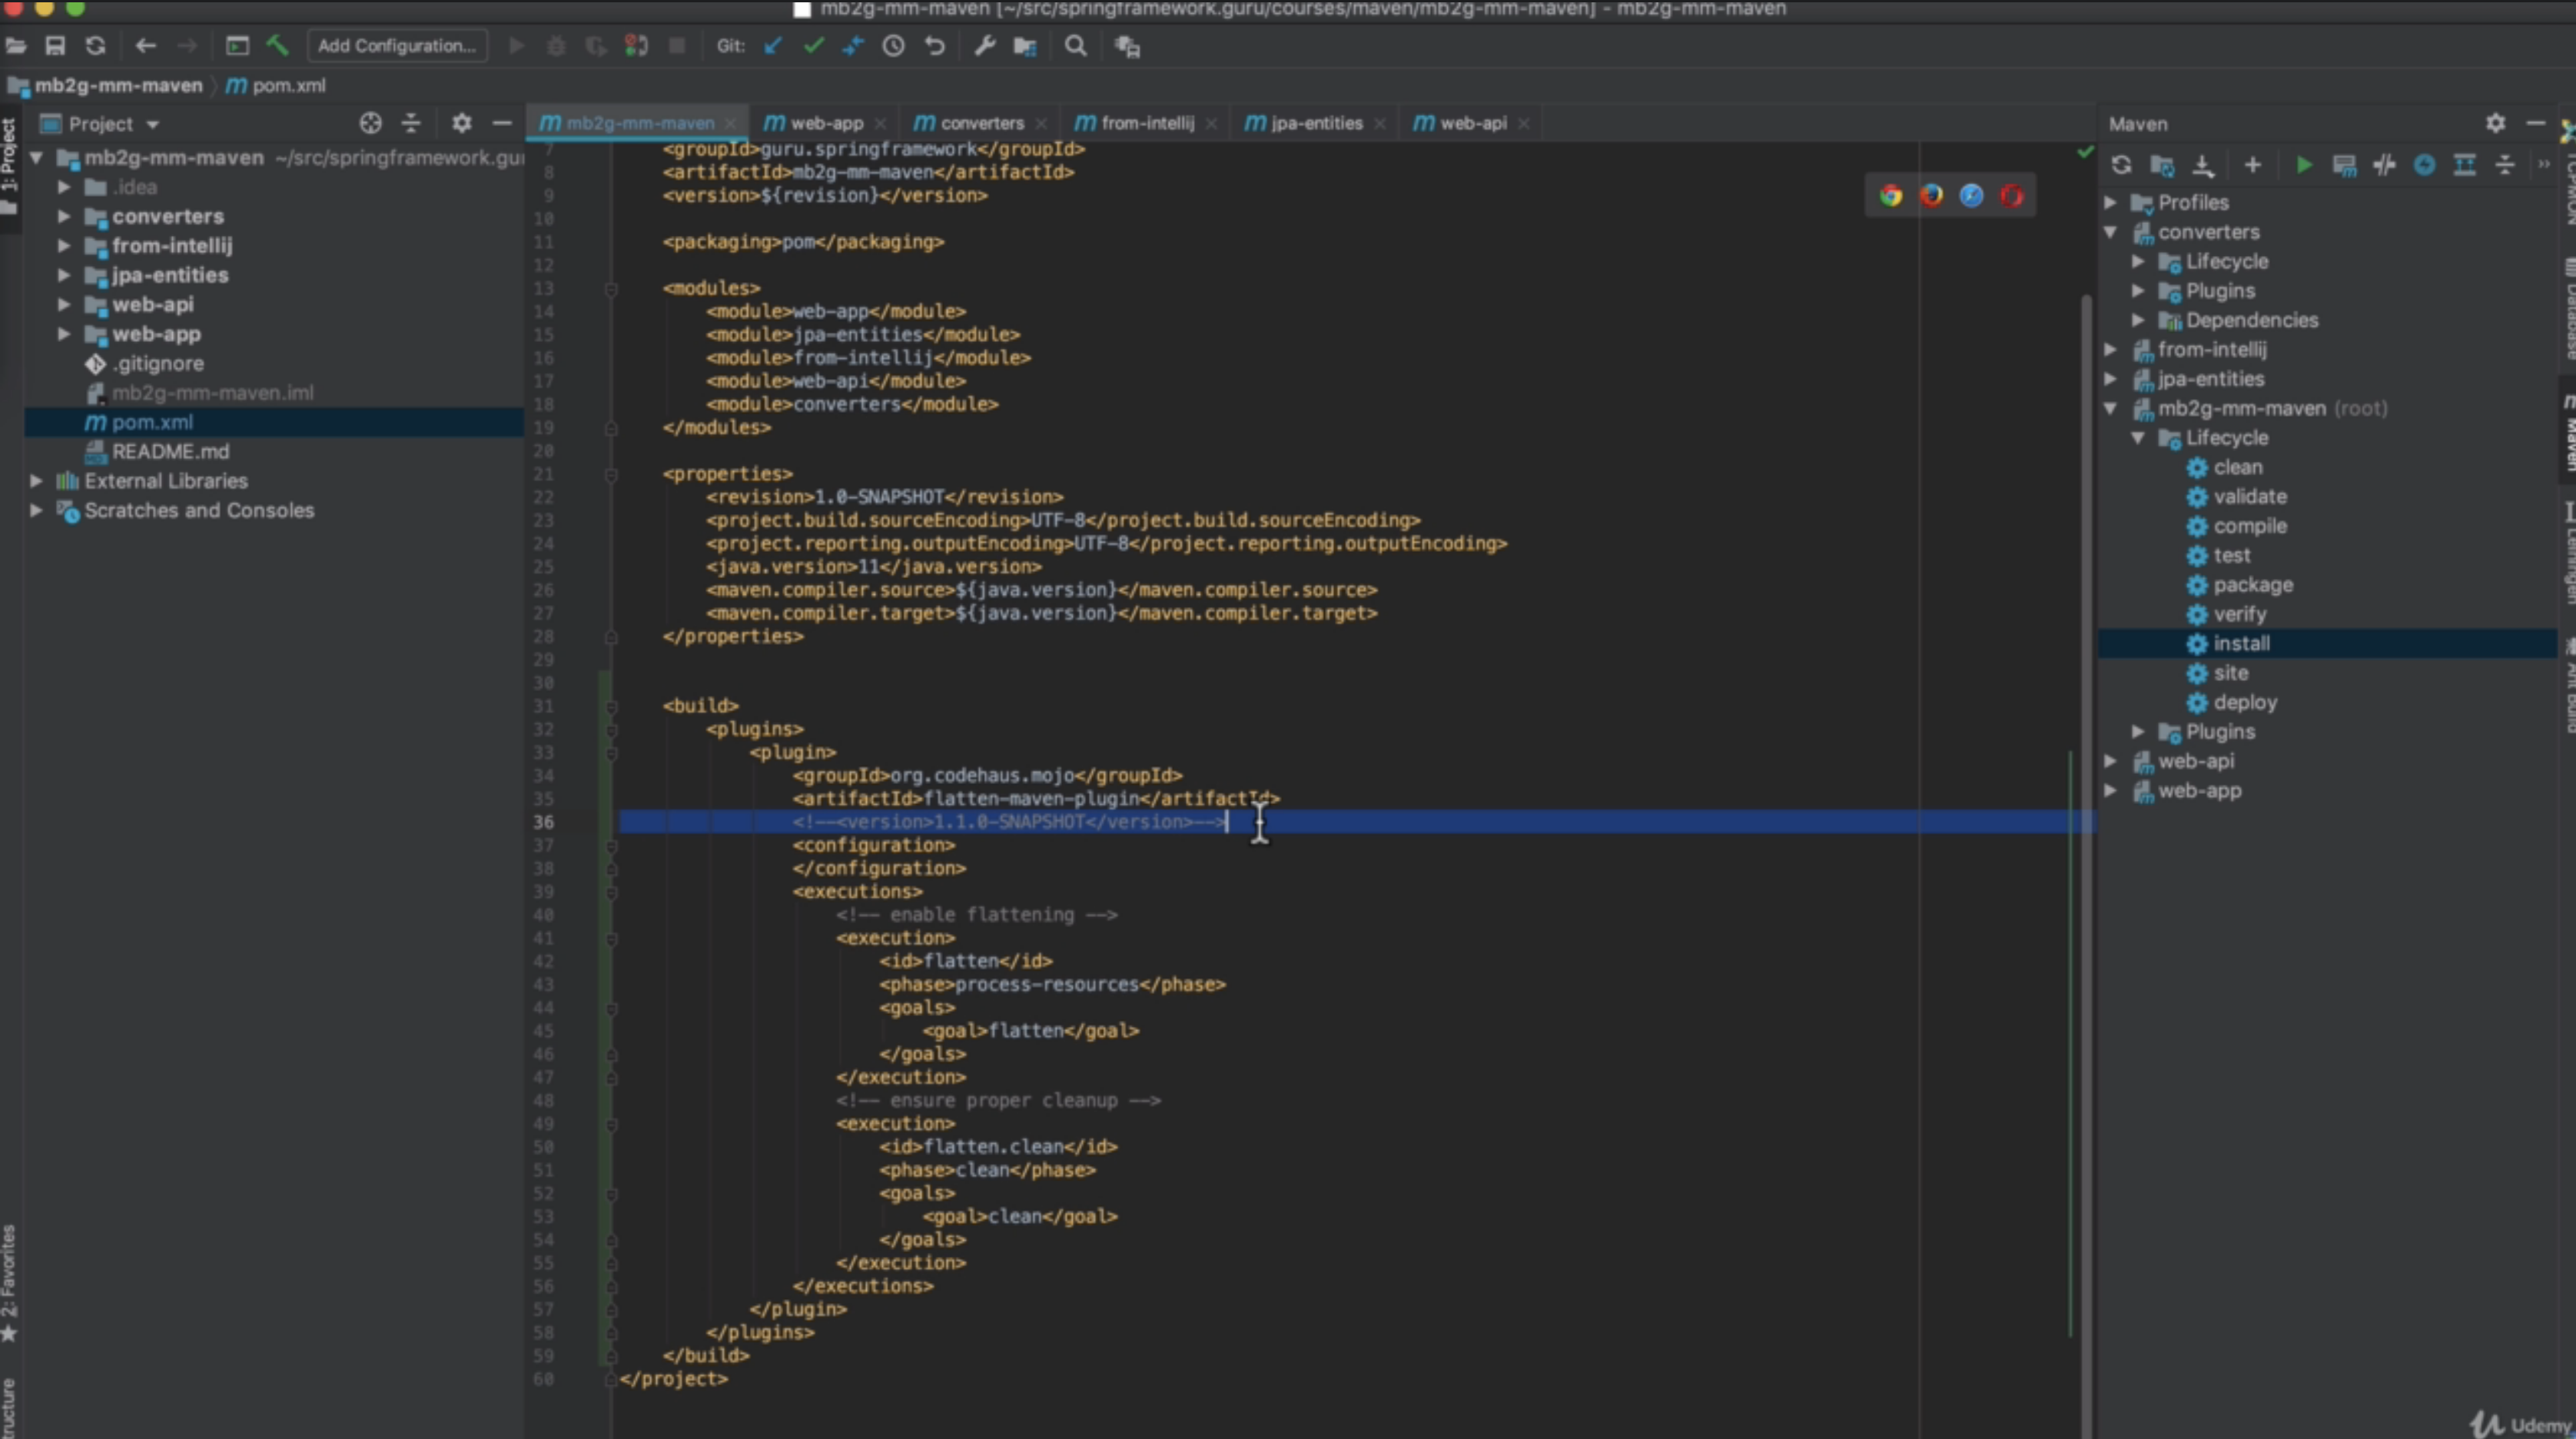 mb2g-mm-maven [~/src/springframework.guru/courses/maven/mb2g-mm-maven] - mb2g-mm-maven
Add Configuration...
Git:
mb2g-mm-maven
pom.xml
1: Project
Project
mb2g-mm-maven ~/src/springframework.gu
.idea
converters
from-intellij
jpa-entities
web-api
web-app
.gitignore
mb2g-mm-maven.iml
pom.xml
README.md
External Libraries
Scratches and Consoles
2: Favorites
mb2g-mm-maven
web-app
converters
from-intellij
jpa-entities
web-api
7 <groupId>guru.springframework</groupId>
8 <artifactId>mb2g-mm-maven</artifactId>
9 <version>${revision}</version>
10
11 <packaging>pom</packaging>
12
13 <modules>
14 <module>web-app</module>
15 <module>jpa-entities</module>
16 <module>from-intellij</module>
17 <module>web-api</module>
18 <module>converters</module>
19 </modules>
20
21 <properties>
22 <revision>1.0-SNAPSHOT</revision>
23 <project.build.sourceEncoding>UTF-8</project.build.sourceEncoding>
24 <project.reporting.outputEncoding>UTF-8</project.reporting.outputEncoding>
25 <java.version>11</java.version>
26 <maven.compiler.source>${java.version}</maven.compiler.source>
27 <maven.compiler.target>${java.version}</maven.compiler.target>
28 </properties>
29
30
31 <build>
32 <plugins>
33 <plugin>
34 <groupId>org.codehaus.mojo</groupId>
35 <artifactId>flatten-maven-plugin</artifactId>
36 <!--<version>1.1.0-SNAPSHOT</version>-->
37 <configuration>
38 </configuration>
39 <executions>
40 <!-- enable flattening -->
41 <execution>
42 <id>flatten</id>
43 <phase>process-resources</phase>
44 <goals>
45 <goal>flatten</goal>
46 </goals>
47 </execution>
48 <!-- ensure proper cleanup -->
49 <execution>
50 <id>flatten.clean</id>
51 <phase>clean</phase>
52 <goals>
53 <goal>clean</goal>
54 </goals>
55 </execution>
56 </executions>
57 </plugin>
58 </plugins>
59 </build>
60 </project>
Maven
Profiles
converters
Lifecycle
Plugins
Dependencies
from-intellij
jpa-entities
mb2g-mm-maven (root)
Lifecycle
clean
validate
compile
test
package
verify
install
site
deploy
Plugins
web-api
web-app
Database
Maven
Ant Build
Udemy